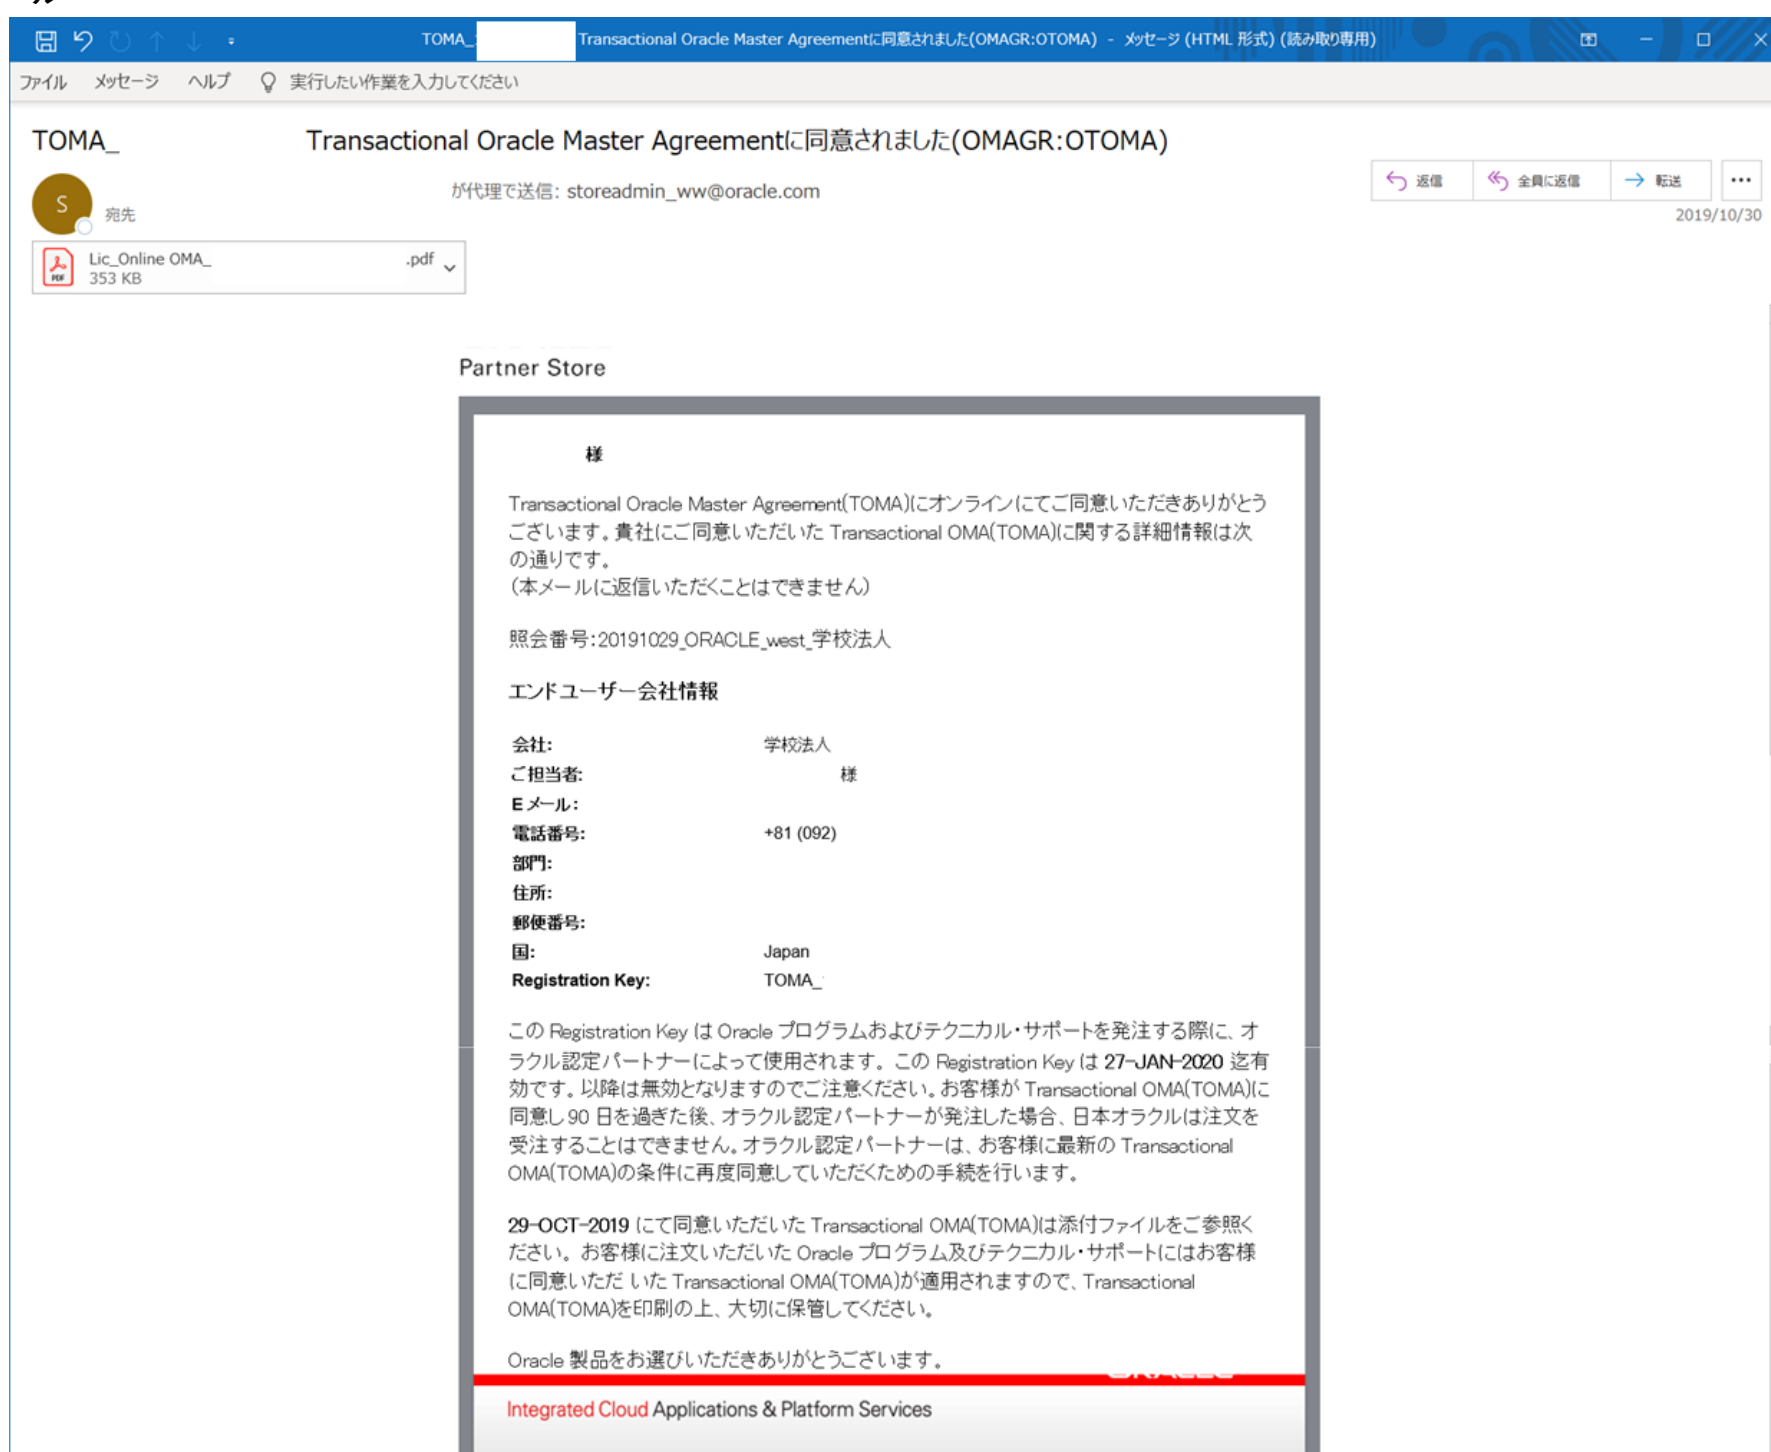 TOMA_ Transactional Oracle Master Agreementに同意されました(OMAGR:OTOMA) - メッセージ (HTML 形式) (読み取り専用)
ファイル メッセージ ヘルプ 実行したい作業を入力してください
TOMA_ Transactional Oracle Master Agreementに同意されました(OMAGR:OTOMA)
S
が代理で送信: storeadmin_ww@oracle.com
宛先
返信 全員に返信 転送
2019/10/30
PDF
Lic_Online OMA_ .pdf
353 KB
Partner Store
様
Transactional Oracle Master Agreement(TOMA)にオンラインにてご同意いただきありがとう
ございます。貴社にご同意いただいた Transactional OMA(TOMA)に関する詳細情報は次
の通りです。
(本メールに返信いただくことはできません)
照会番号:20191029_ORACLE_west_学校法人
エンドユーザー会社情報
会社: 学校法人
ご担当者: 様
E メール:
電話番号: +81 (092)
部門:
住所:
郵便番号:
国: Japan
Registration Key: TOMA_
この Registration Key は Oracle プログラムおよびテクニカル・サポートを発注する際に、オ
ラクル認定パートナーによって使用されます。この Registration Key は 27-JAN-2020 迄有
効です。以降は無効となりますのでご注意ください。お客様が Transactional OMA(TOMA)に
同意し 90 日を過ぎた後、オラクル認定パートナーが発注した場合、日本オラクルは注文を
受注することはできません。オラクル認定パートナーは、お客様に最新の Transactional
OMA(TOMA)の条件に再度同意していただくための手続を行います。
29-OCT-2019 にて同意いただいた Transactional OMA(TOMA)は添付ファイルをご参照く
ださい。お客様に注文いただいた Oracle プログラム及びテクニカル・サポートにはお客様
に同意いただ いた Transactional OMA(TOMA)が適用されますので、Transactional
OMA(TOMA)を印刷の上、大切に保管してください。
Oracle 製品をお選びいただきありがとうございます。
Integrated Cloud Applications & Platform Services